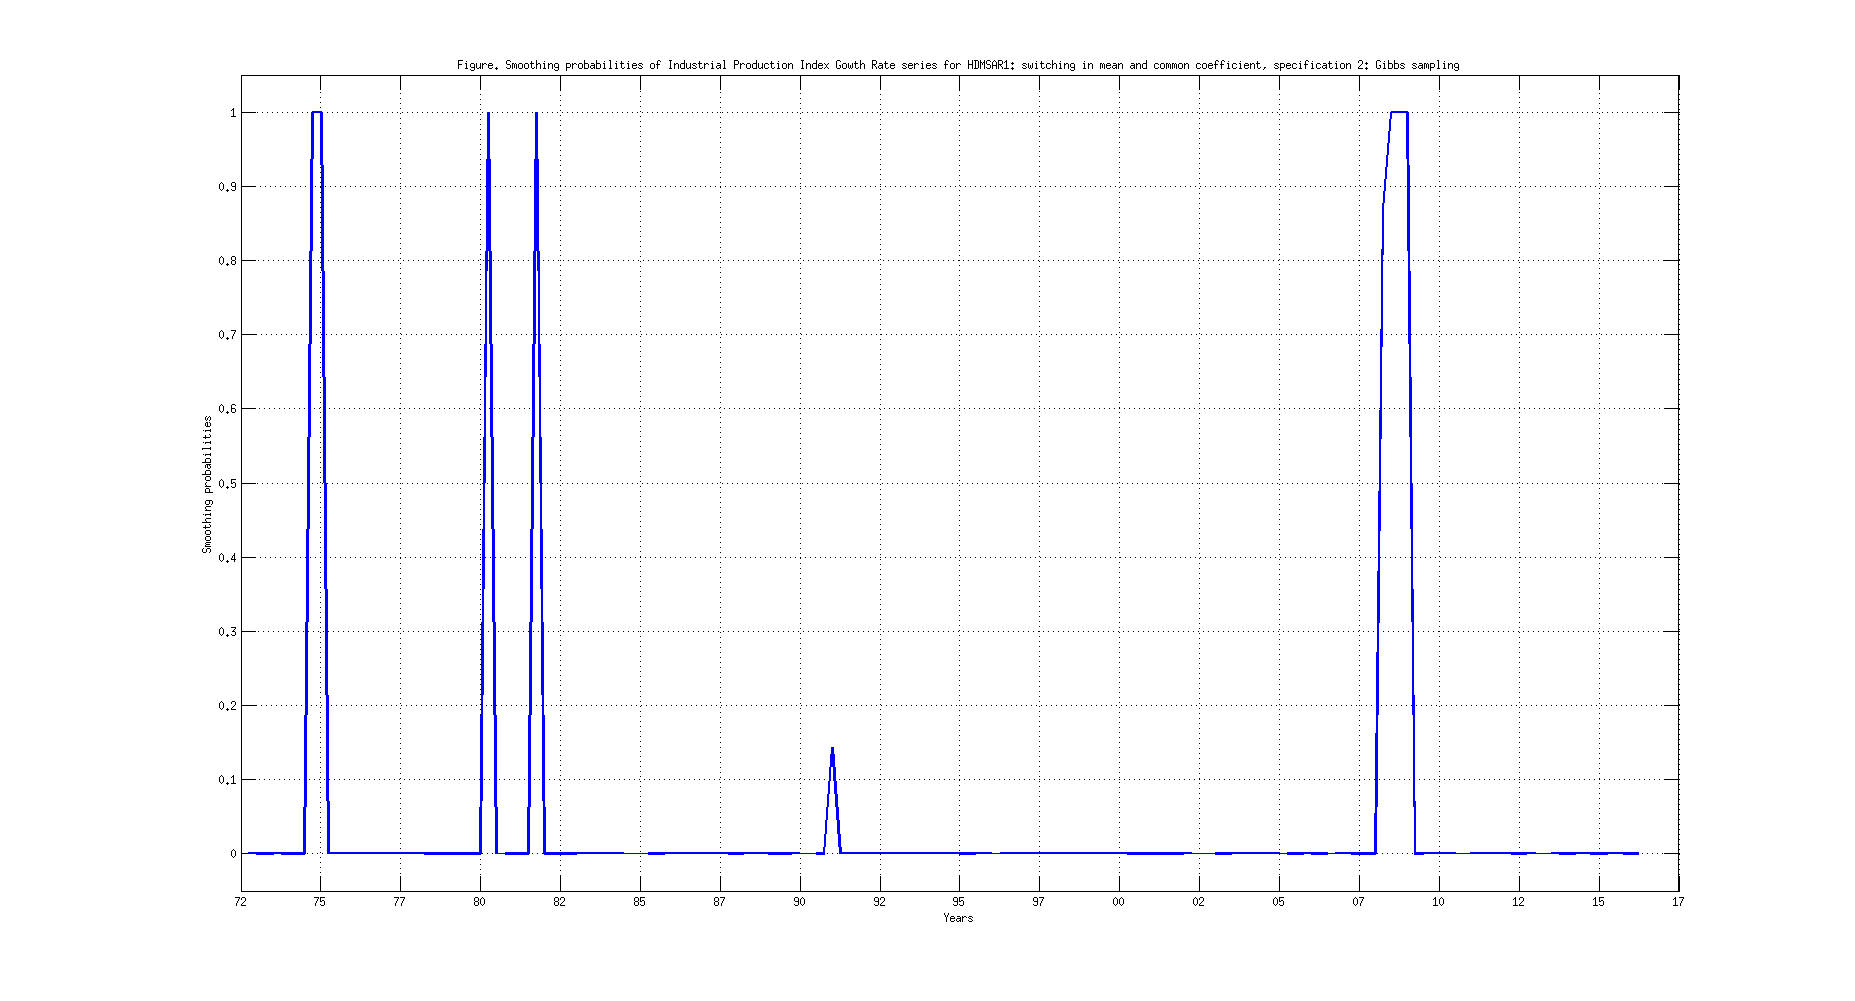 Figure. Smoothing probabilities of Industrial Production Index Gowth Rate series for HDMSAR1: switching in mean and common coefficient, specification 2: Gibbs sampling
1
0.9
0.8
0.7
0.6
0.5
0.4
0.3
0.2
0.1
0
Smoothing probabilities
72 75 77 80 82 85 87 90 92 95 97 00 02 05 07 10 12 15 17
Years